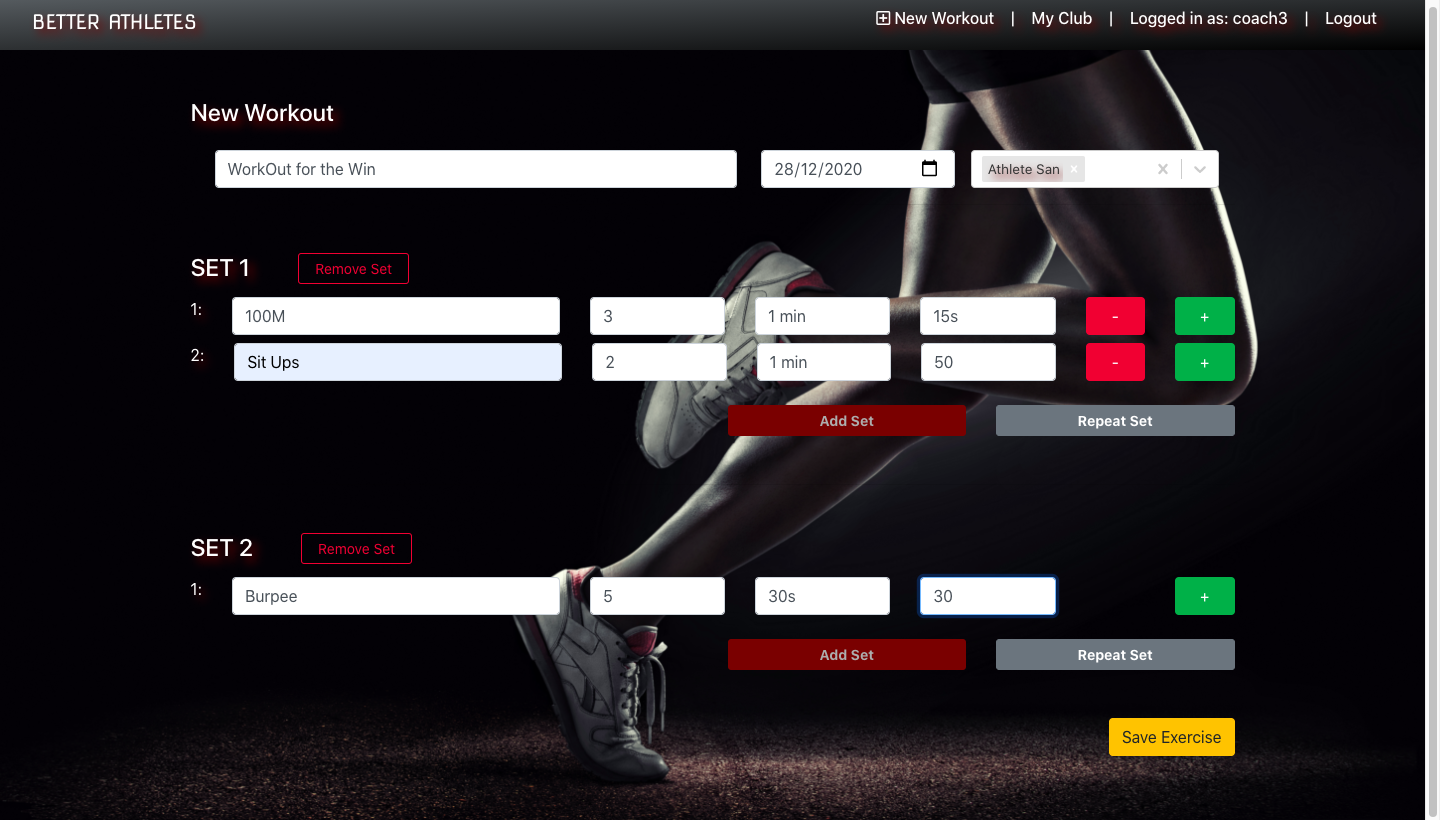 BETTER ATHLETES
New Workout | My Club | Logged in as: coach3 | Logout
New Workout
WorkOut for the Win 28/12/2020 Athlete San
SET 1 Remove Set
1: 100M 3 1 min 15s - +
2: Sit Ups 2 1 min 50 - +
Add Set Repeat Set
SET 2 Remove Set
1: Burpee 5 30s 30 +
Add Set Repeat Set
Save Exercise